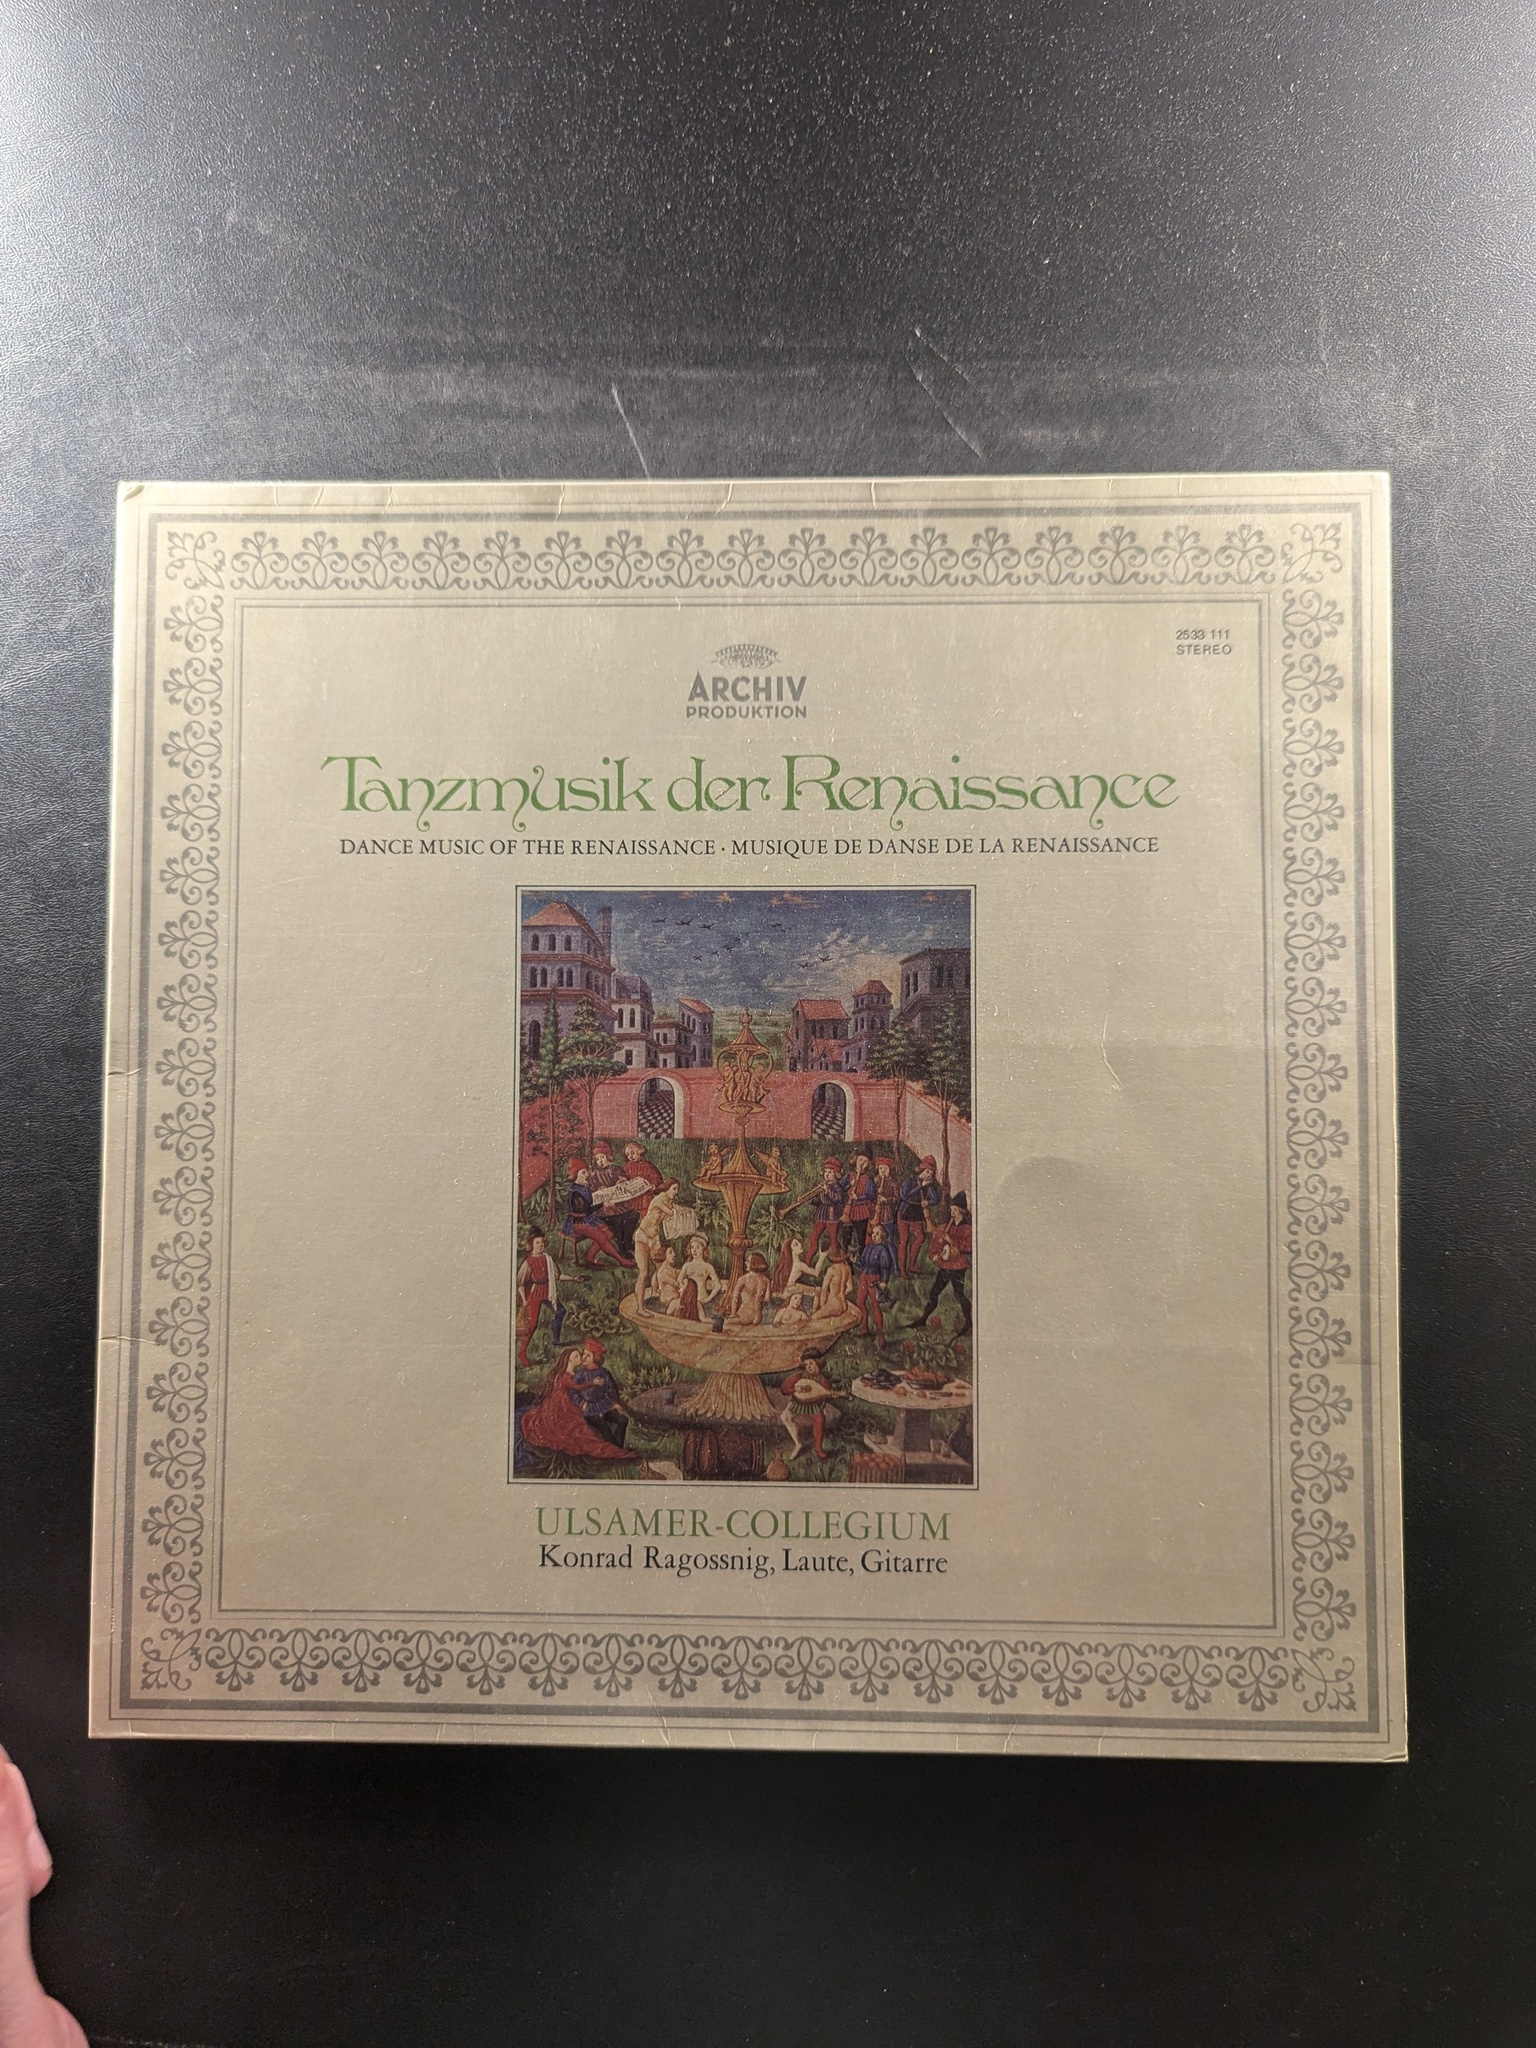 2533 111
STEREO
ARCHIV
PRODUKTION
Tanzmusik der Renaissance
DANCE MUSIC OF THE RENAISSANCE · MUSIQUE DE DANSE DE LA RENAISSANCE
ULSAMER-COLLEGIUM
Konrad Ragossnig, Laute, Gitarre